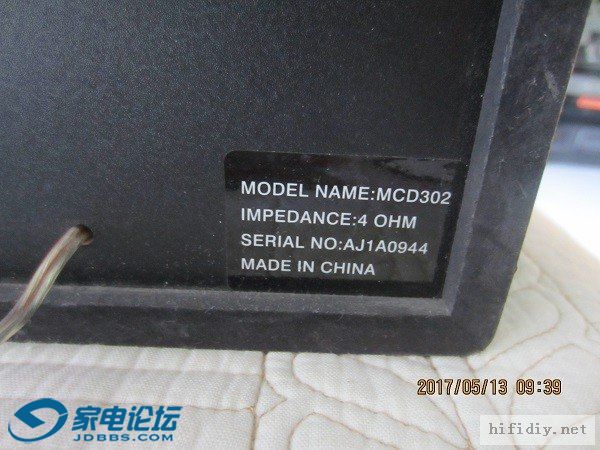 MODEL NAME:MCD302
IMPEDANCE:4 OHM
SERIAL NO:AJ1A0944
MADE IN CHINA
2017/05/13 09:39
家电论坛
JDBBS.COM
hifidiy.net